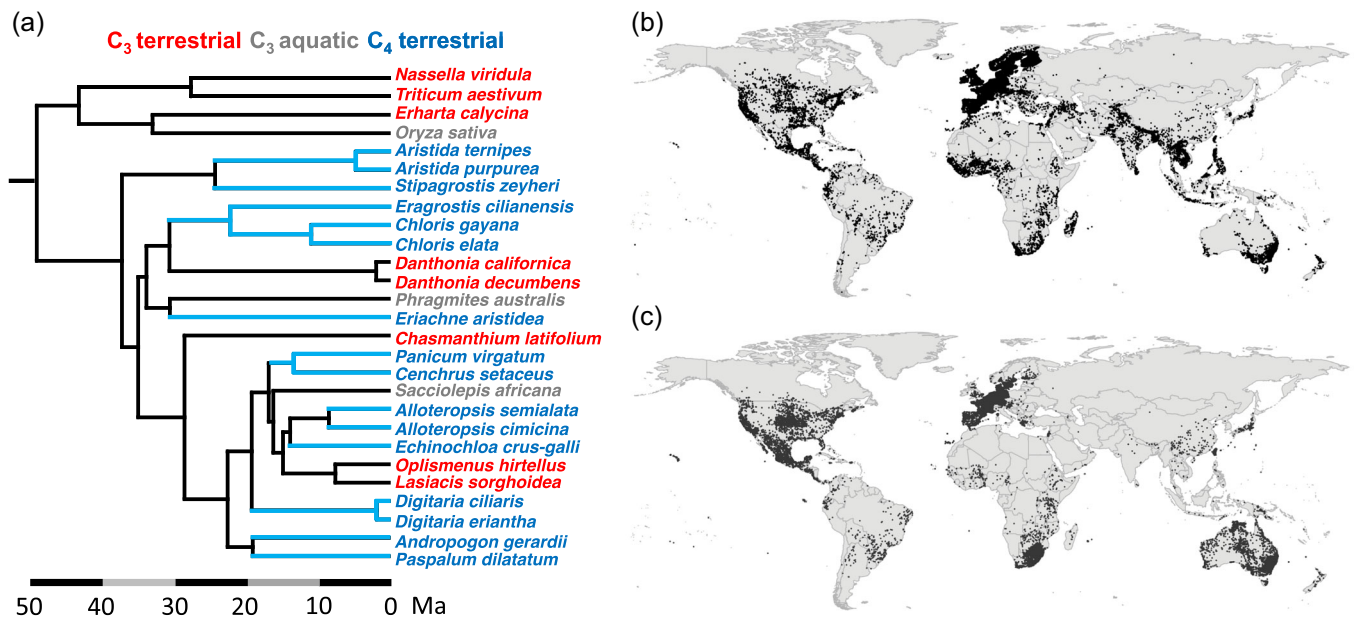 (a)
C3 terrestrial C3 aquatic C4 terrestrial
Nassella viridula
Triticum aestivum
Erharta calycina
Oryza sativa
Aristida ternipes
Aristida purpurea
Stipagrostis zeyheri
Eragrostis cilianensis
Chloris gayana
Chloris elata
Danthonia californica
Danthonia decumbens
Phragmites australis
Eriachne aristidea
Chasmanthium latifolium
Panicum virgatum
Cenchrus setaceus
Sacciolepis africana
Alloteropsis semialata
Alloteropsis cimicina
Echinochloa crus-galli
Oplismenus hirtellus
Lasiacis sorghoidea
Digitaria ciliaris
Digitaria eriantha
Andropogon gerardii
Paspalum dilatatum
50 40 30 20 10 0 Ma
(b)
(c)